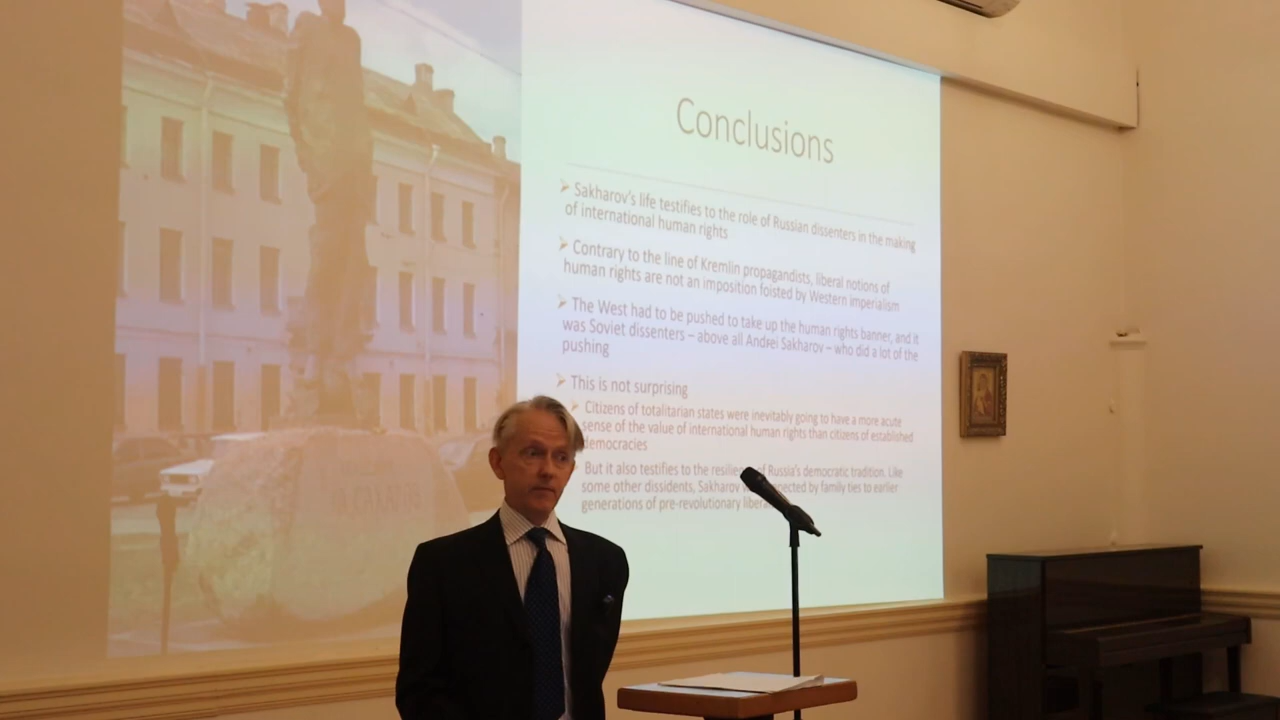 Conclusions
Sakharov's life testifies to the role of Russian dissenters in the making
of international human rights
Contrary to the line of Kremlin propagandists, liberal notions of
human rights are not an imposition foisted by Western imperialism
The West had to be pushed to take up the human rights banner, and it
was Soviet dissenters – above all Andrei Sakharov – who did a lot of the
pushing
This is not surprising
Citizens of totalitarian states were inevitably going to have a more acute
sense of the value of international human rights than citizens of established
democracies
But it also testifies to the of Russia's democratic tradition. Like
some other dissidents, Sakharov by family ties to earlier
generations of pre-revolutionary